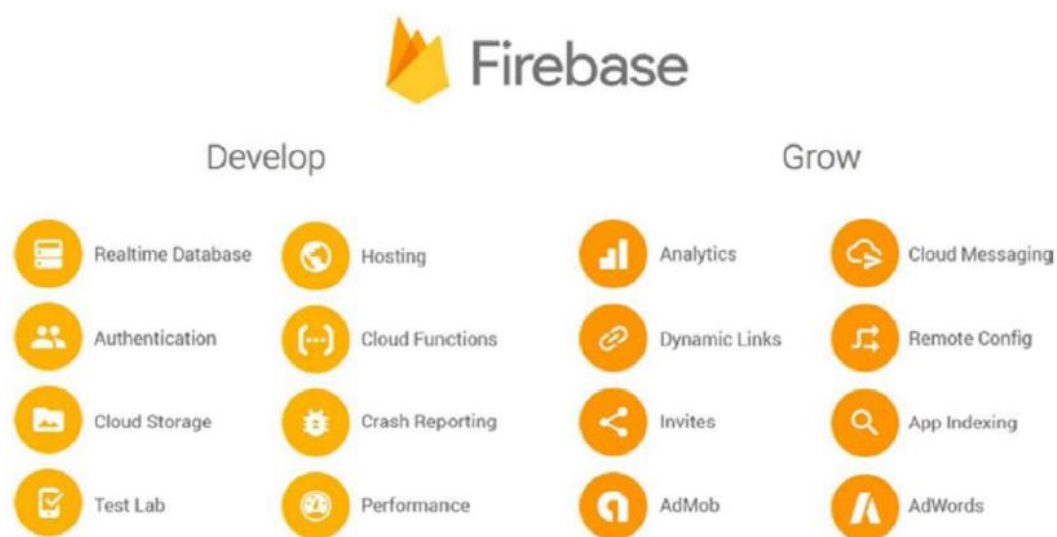 Firebase
Develop
Realtime Database
Hosting
Authentication
Cloud Functions
Cloud Storage
Crash Reporting
Test Lab
Performance
Grow
Analytics
Cloud Messaging
Dynamic Links
Remote Config
Invites
App Indexing
AdMob
AdWords